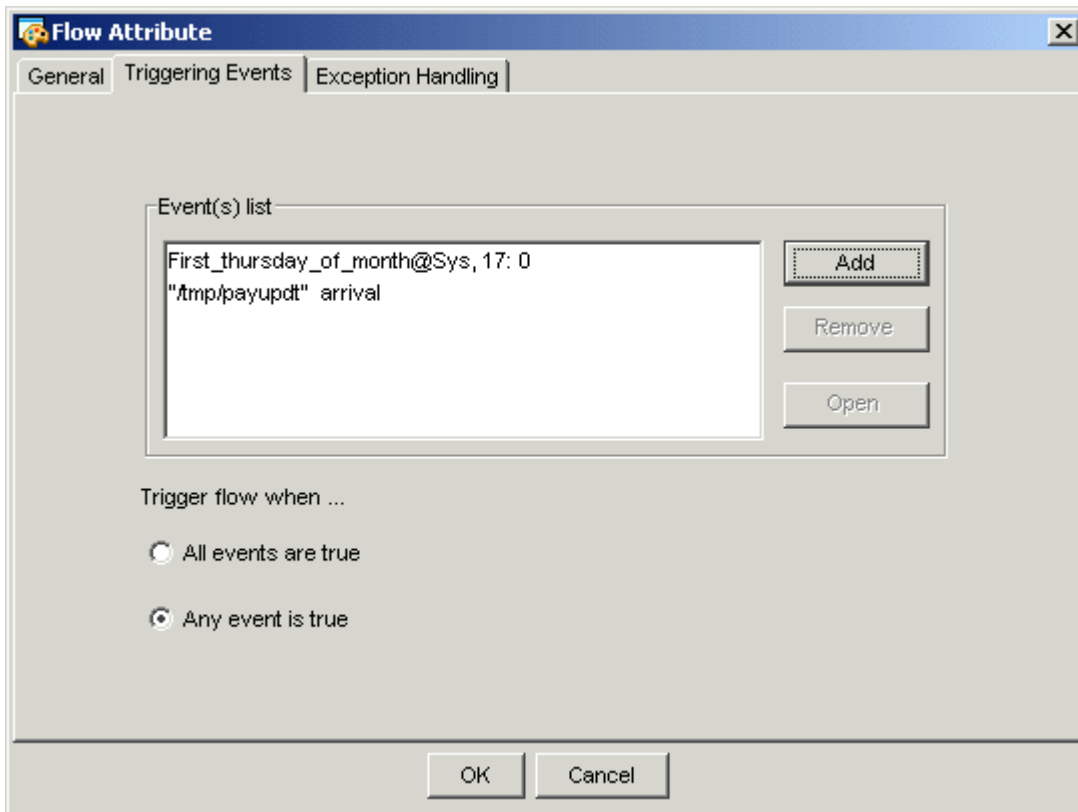 Flow Attribute
General Triggering Events Exception Handling
Event(s) list
First_thursday_of_month@Sys, 17: 0
"/tmp/payupdt" arrival
Add
Remove
Open
Trigger flow when ...
All events are true
Any event is true
OK Cancel